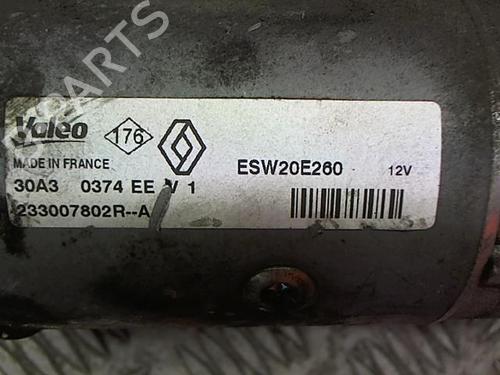 Valeo 176
MADE IN FRANCE ESW20E260 12V
30A3 0374 EE V 1
233007802R--A